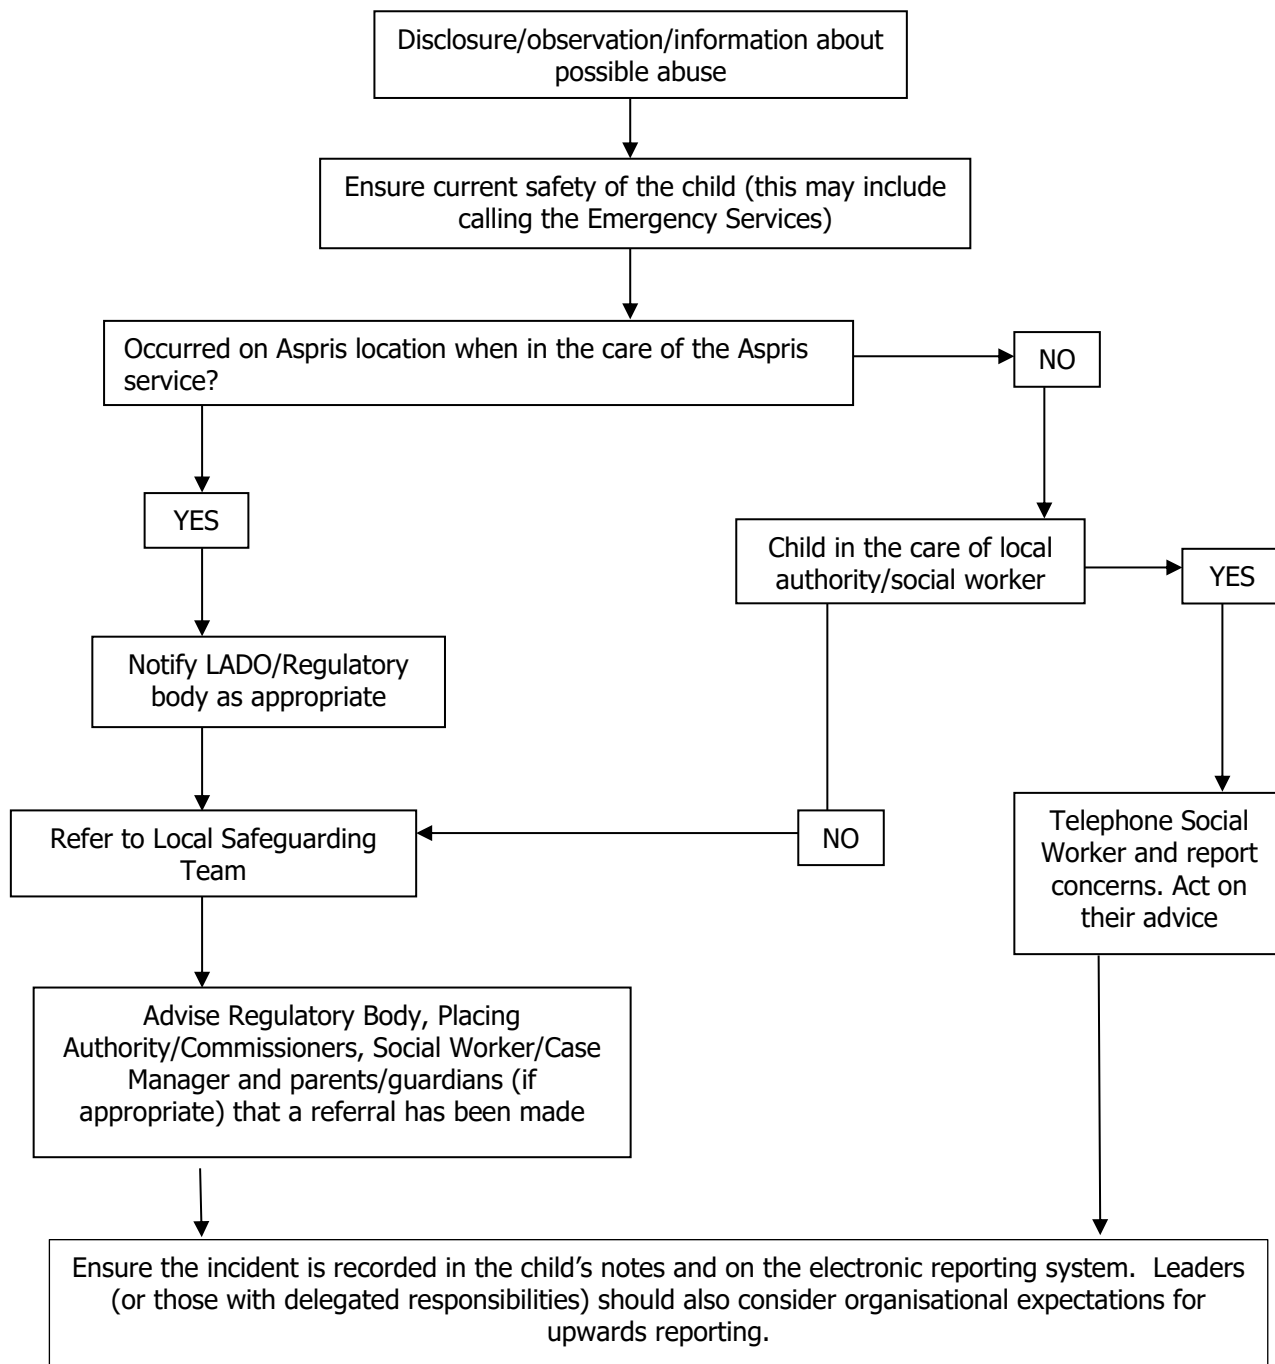 Disclosure/observation/information about
possible abuse
Ensure current safety of the child (this may include
calling the Emergency Services)
Occurred on Aspris location when in the care of the Aspris
service?
NO
YES
Child in the care of local
authority/social worker
YES
Notify LADO/Regulatory
body as appropriate
Refer to Local Safeguarding
Team
NO
Telephone Social
Worker and report
concerns. Act on
their advice
Advise Regulatory Body, Placing
Authority/Commissioners, Social Worker/Case
Manager and parents/guardians (if
appropriate) that a referral has been made
Ensure the incident is recorded in the child’s notes and on the electronic reporting system.  Leaders
(or those with delegated responsibilities) should also consider organisational expectations for
upwards reporting.